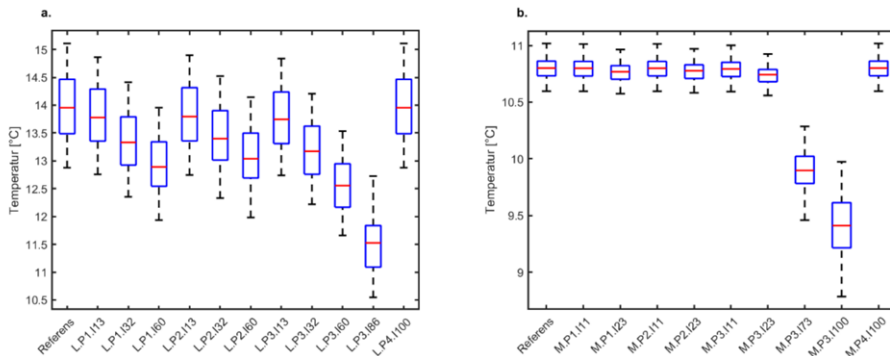 a.
Temperatur [°C]
15
14.5
14
13.5
13
12.5
12
11.5
11
10.5
Referens
L.P1.I13
L.P1.I32
L.P1.I60
L.P2.I13
L.P2.I32
L.P2.I60
L.P3.I13
L.P3.I32
L.P3.I60
L.P3.I86
L.P4.I100
b.
Temperatur [°C]
11
10.5
10
9.5
9
Referens
M.P1.I11
M.P1.I23
M.P2.I11
M.P2.I23
M.P3.I11
M.P3.I23
M.P3.I73
M.P3.I100
M.P4.I100